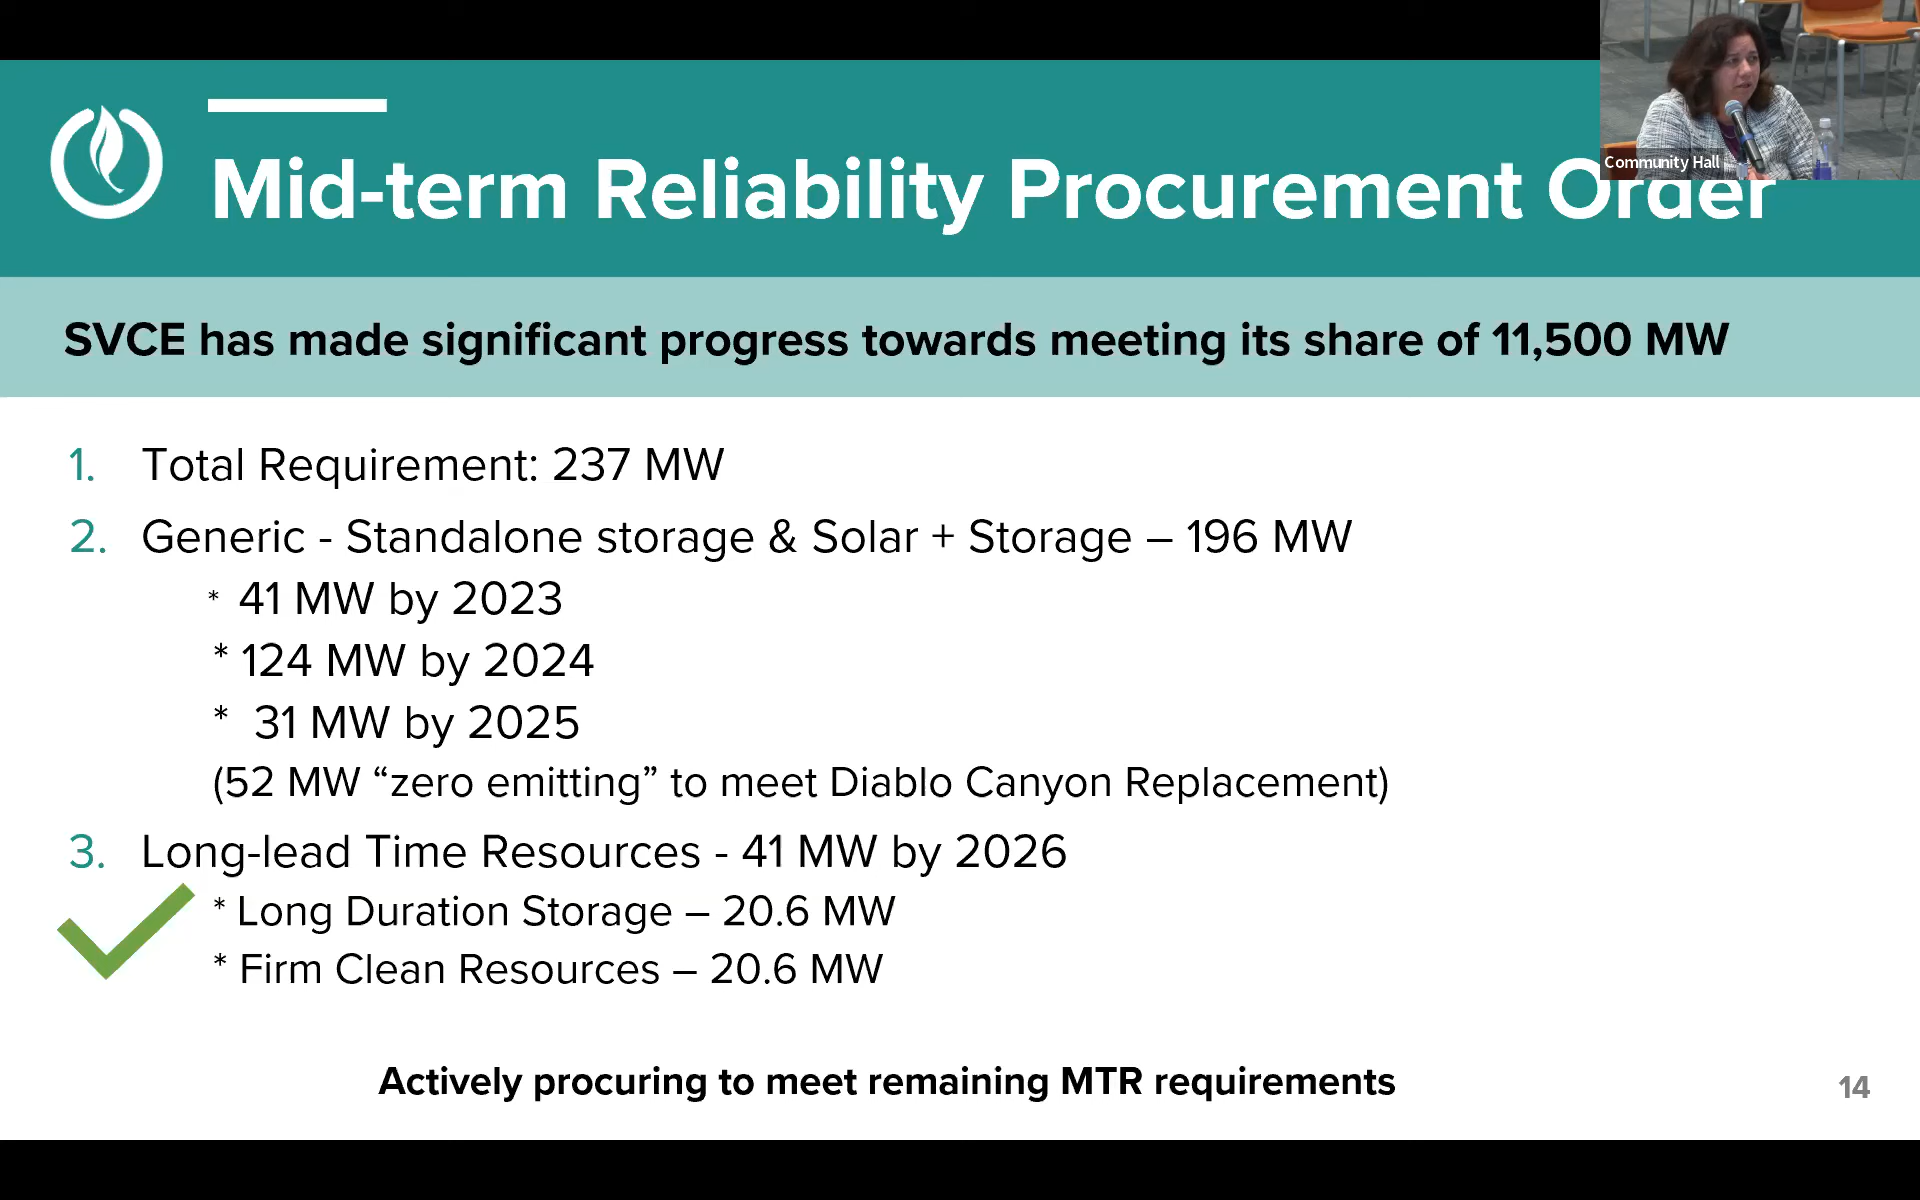 Community Hall
Mid-term Reliability Procurement Order
SVCE has made significant progress towards meeting its share of 11,500 MW
1. Total Requirement: 237 MW
2. Generic - Standalone storage & Solar + Storage – 196 MW
* 41 MW by 2023
* 124 MW by 2024
* 31 MW by 2025
(52 MW “zero emitting” to meet Diablo Canyon Replacement)
3. Long-lead Time Resources - 41 MW by 2026
* Long Duration Storage – 20.6 MW
* Firm Clean Resources – 20.6 MW
Actively procuring to meet remaining MTR requirements
14